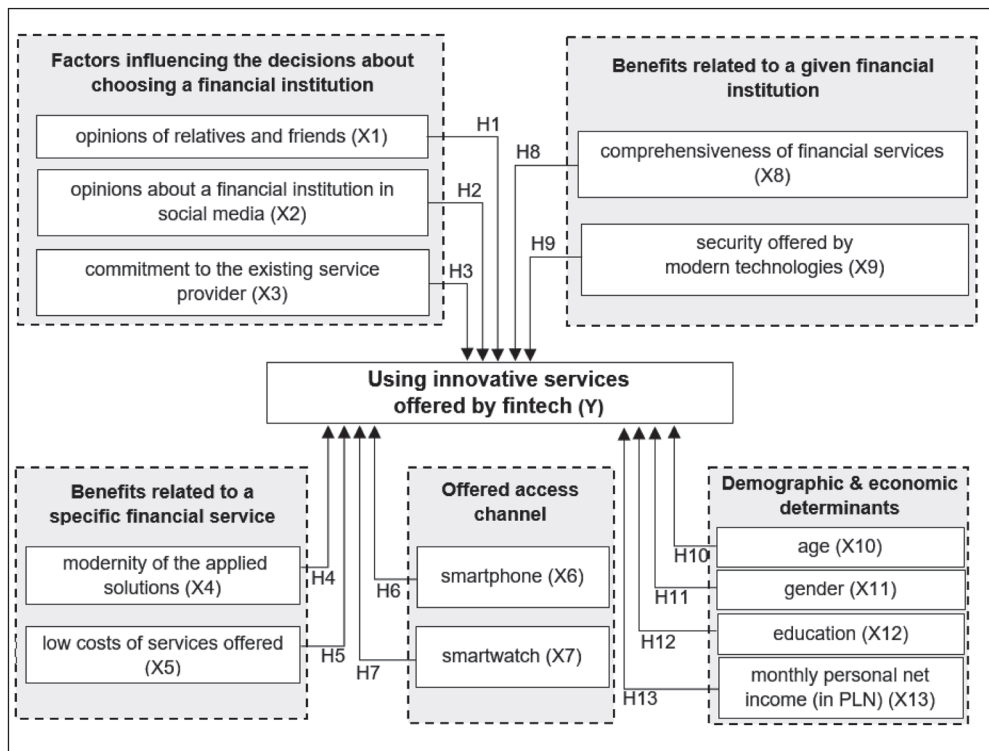 Factors influencing the decisions about
choosing a financial institution
opinions of relatives and friends (X1)
opinions about a financial institution in
social media (X2)
commitment to the existing service
provider (X3)
H1
H2
H3
Benefits related to a given financial
institution
comprehensiveness of financial services
(X8)
security offered by
modern technologies (X9)
H8
H9
Using innovative services
offered by fintech (Y)
Benefits related to a
specific financial service
modernity of the applied
solutions (X4)
low costs of services offered
(X5)
H4
H5
Offered access
channel
smartphone (X6)
smartwatch (X7)
H6
H7
Demographic & economic
determinants
age (X10)
gender (X11)
education (X12)
monthly personal net
income (in PLN) (X13)
H10
H11
H12
H13